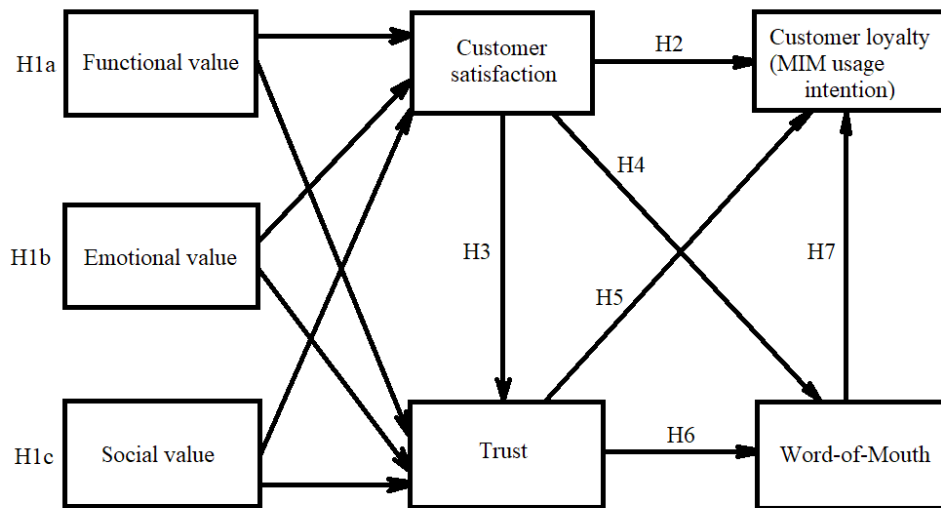 H1a
Functional value
Customer
satisfaction
H2
Customer loyalty
(MIM usage
intention)
H1b
Emotional value
H3
H4
H5
H7
H1c
Social value
Trust
H6
Word-of-Mouth